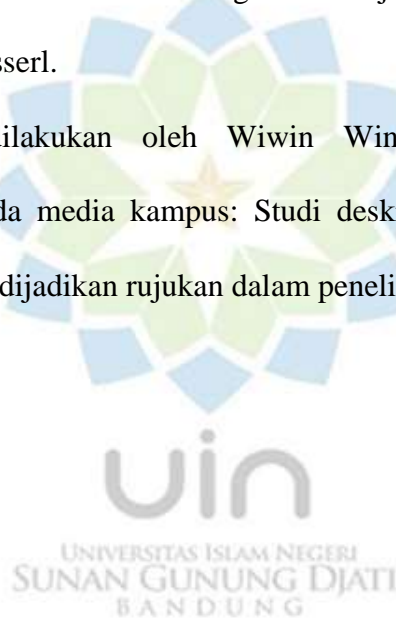 sserl.
dilakukan oleh Wiwin Win
da media kampus: Studi desk
dijadikan rujukan dalam peneli
uin
UNIVERSITAS ISLAM NEGERI
SUNAN GUNUNG DJATI
BANDUNG